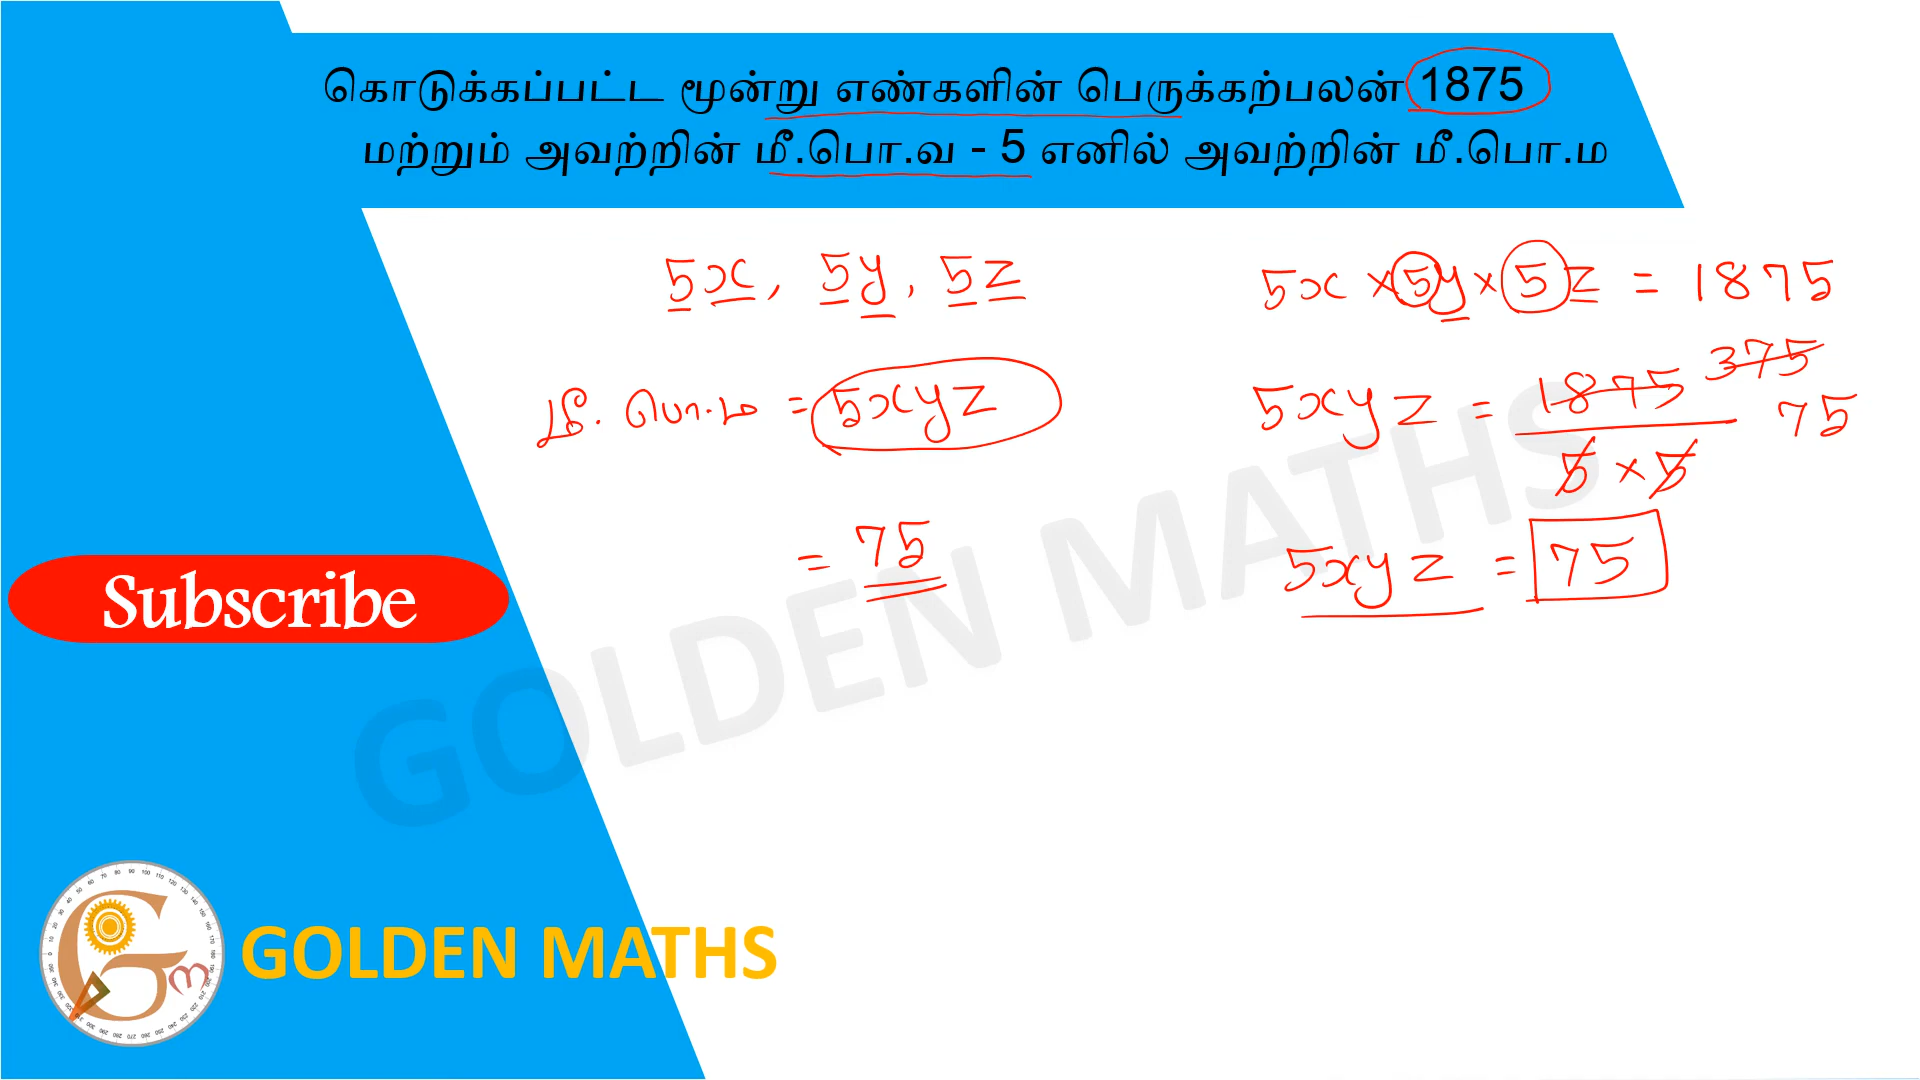 கொடுக்கப்பட்ட மூன்று எண்களின் பெருக்கற்பலன் 1875
மற்றும் அவற்றின் மீ.பொ.வ - 5 எனில் அவற்றின் மீ.பொ.ம
5x, 5y, 5z
மீ. பொ.ம = 5xyz
= 75
5x × 5y × 5z = 1875
375
5xyz = 1875 75
5 × 5
5xyz = 75
Subscribe
GOLDEN MATHS
GOLDEN MATHS
Gm